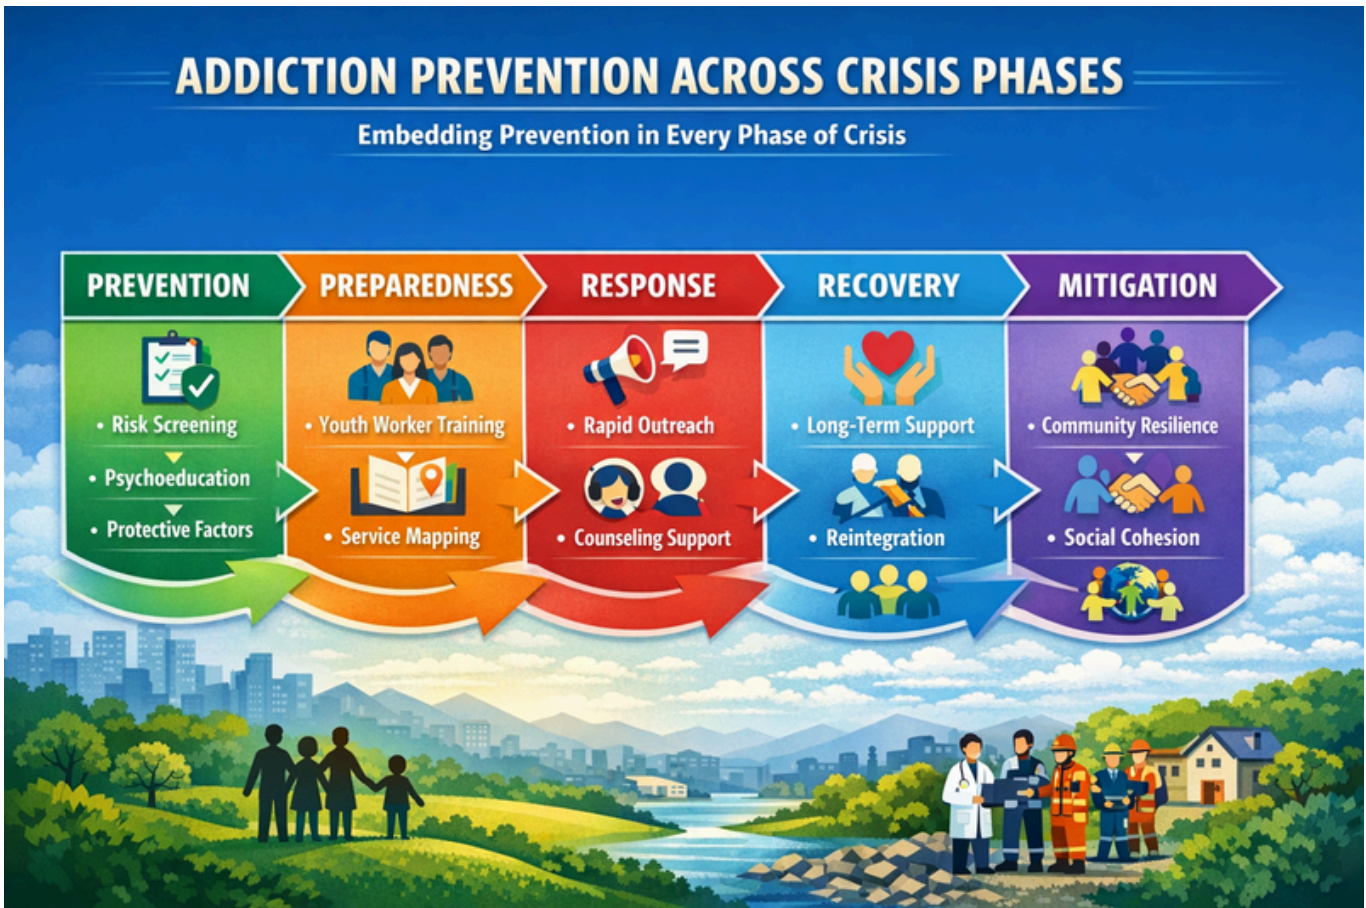 ADDICTION PREVENTION ACROSS CRISIS PHASES
Embedding Prevention in Every Phase of Crisis
PREVENTION
• Risk Screening
• Psychoeducation
• Protective Factors
PREPAREDNESS
• Youth Worker Training
• Service Mapping
RESPONSE
• Rapid Outreach
• Counseling Support
RECOVERY
• Long-Term Support
• Reintegration
MITIGATION
• Community Resilience
• Social Cohesion